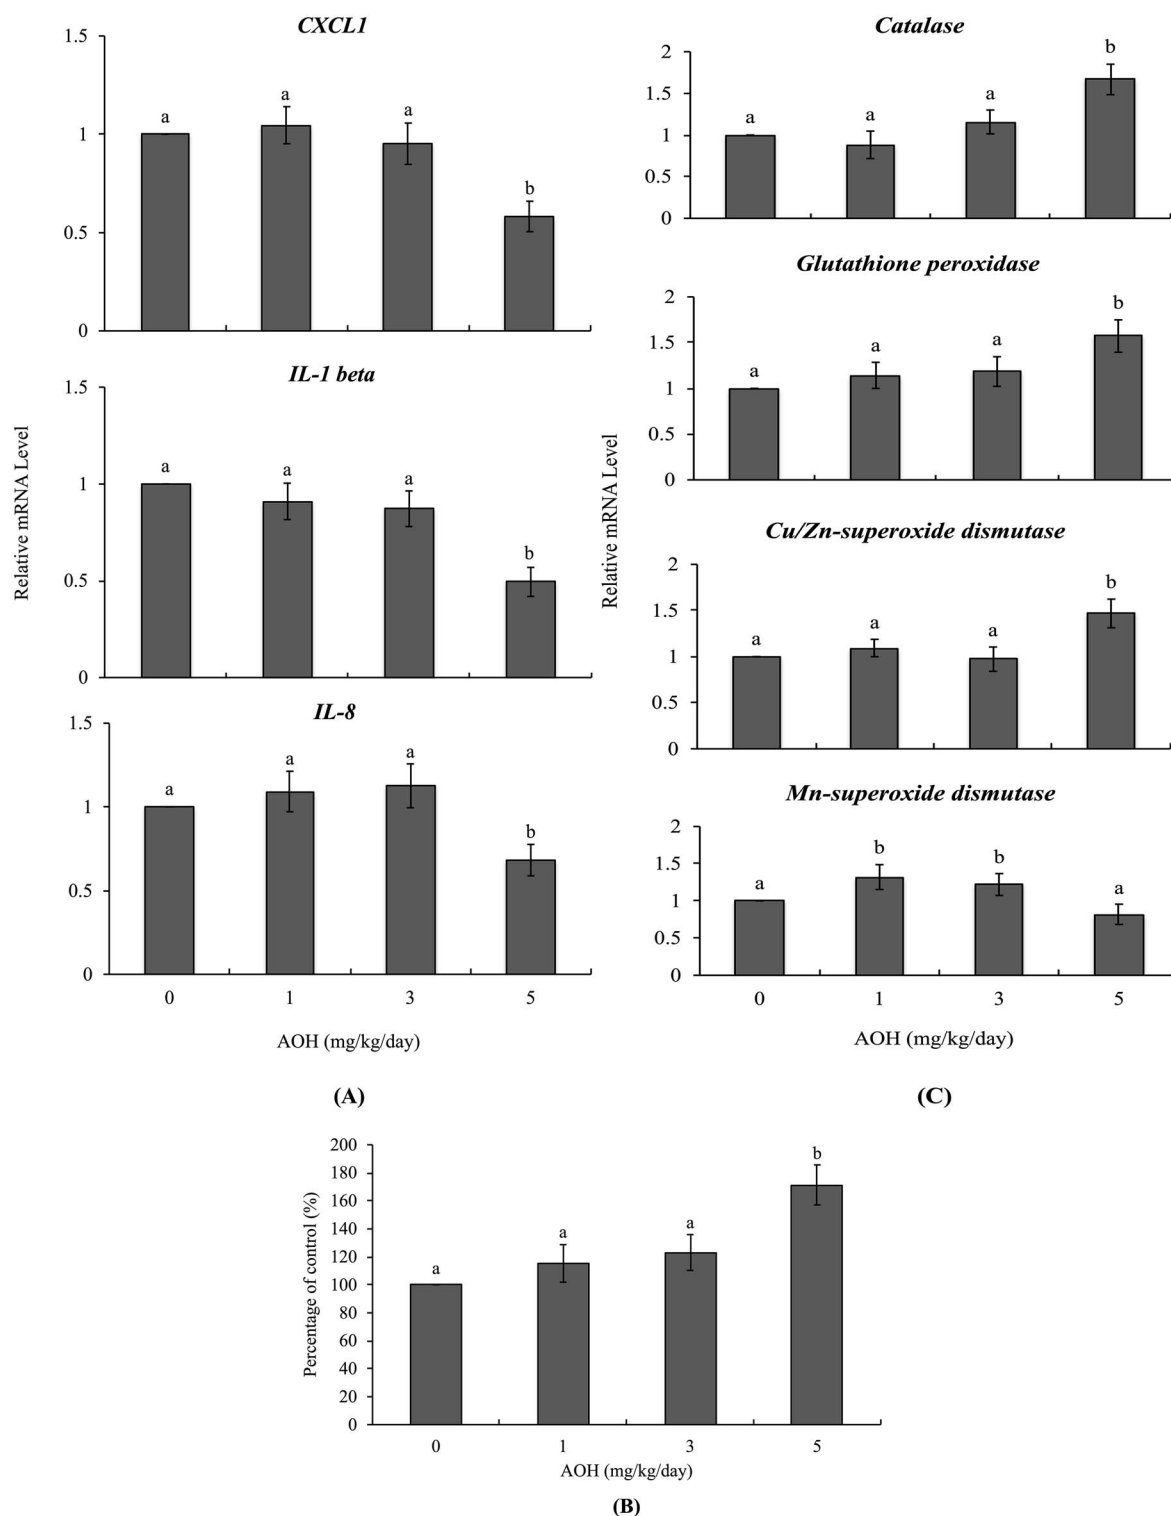 CXCL1
1.5
1
0.5
0
a
a
a
b
IL-1 beta
1.5
1
0.5
0
a
a
a
b
Relative mRNA Level
IL-8
1.5
1
0.5
0
a
a
a
b
0 1 3 5
AOH (mg/kg/day)
(A)
Catalase
2
1.5
1
0.5
0
a
a
a
b
Glutathione peroxidase
2
1.5
1
0.5
0
a
a
a
b
Relative mRNA Level
Cu/Zn-superoxide dismutase
2
1.5
1
0.5
0
a
a
a
b
Mn-superoxide dismutase
2
1.5
1
0.5
0
a
b
b
a
0 1 3 5
AOH (mg/kg/day)
(C)
Percentage of control (%)
200
180
160
140
120
100
80
60
40
20
0
a
a
a
b
0 1 3 5
AOH (mg/kg/day)
(B)